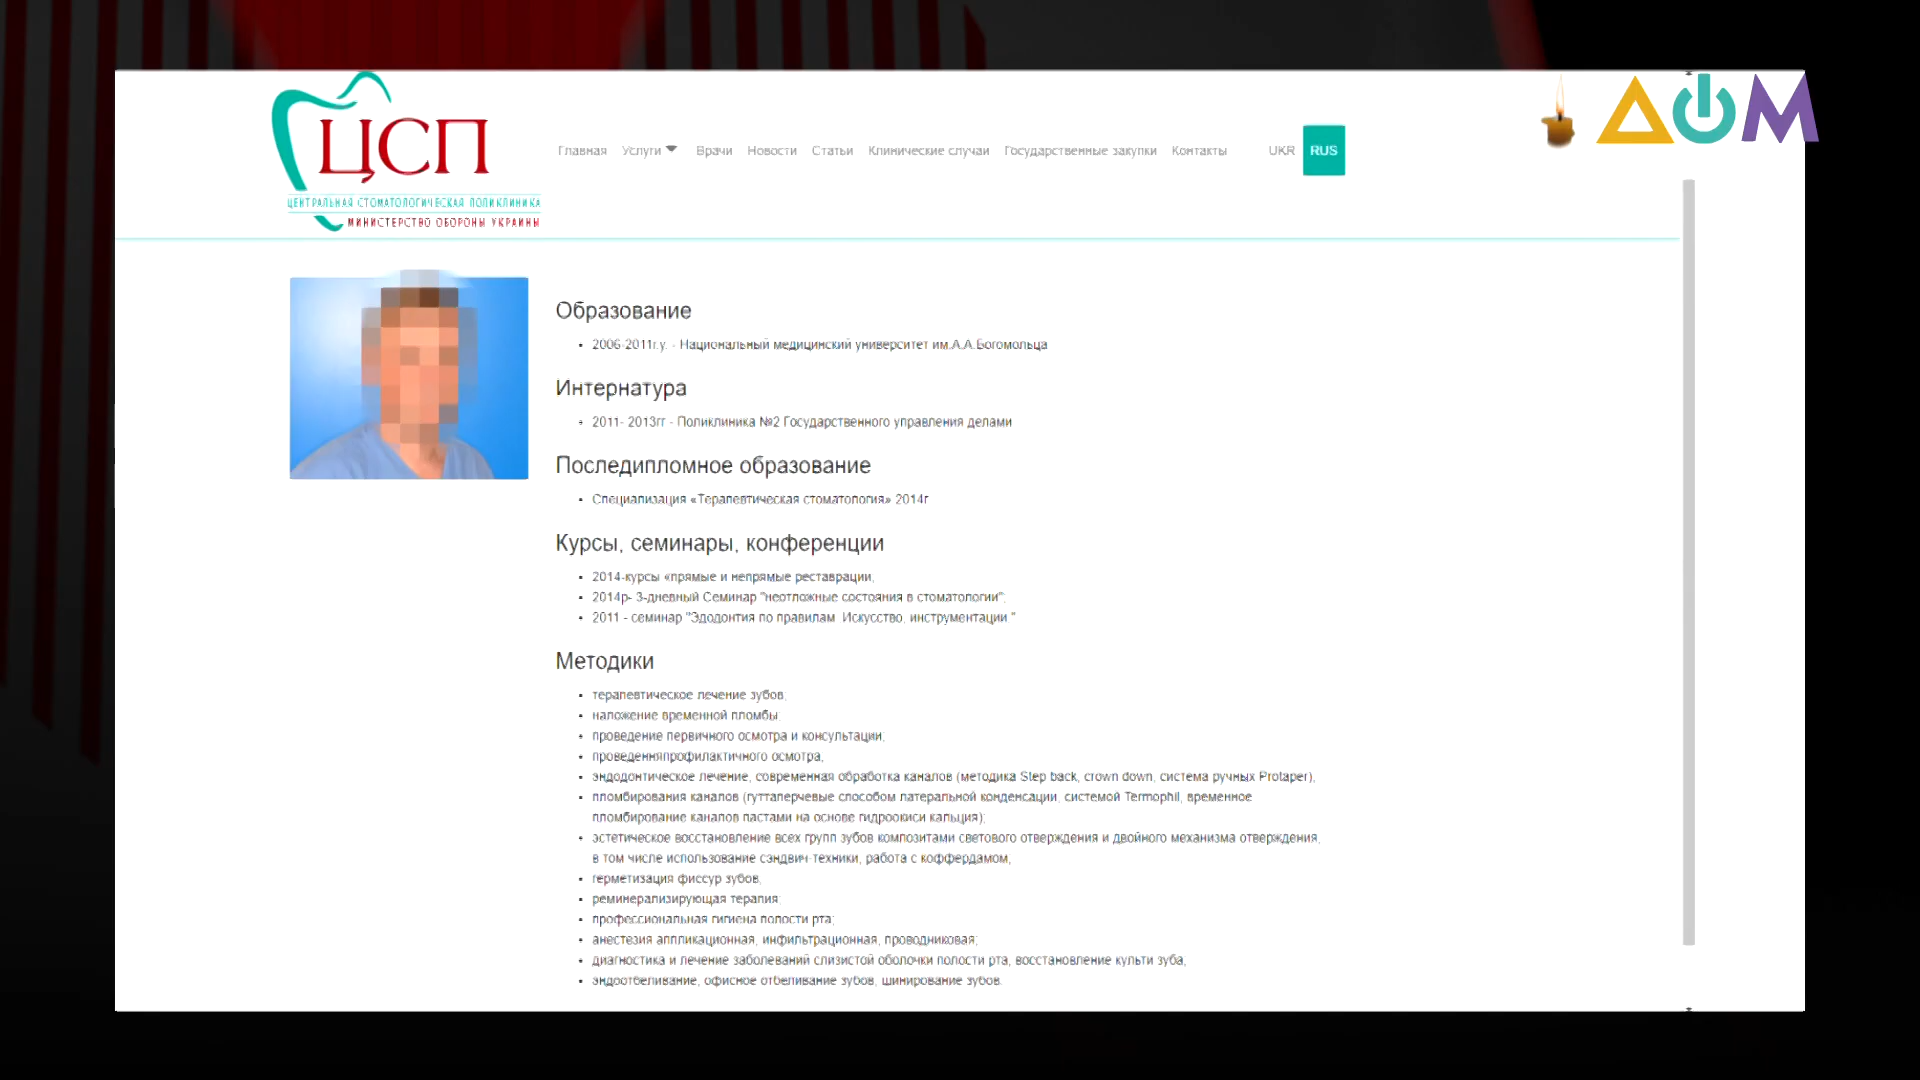 ДОМ
ЦСП
ЦЕНТРАЛЬНАЯ СТОМАТОЛОГИЧЕСКАЯ ПОЛИКЛИНИКА
МИНИСТЕРСТВО ОБОРОНЫ УКРАИНЫ
Главная Услуги Врачи Новости Статьи Клинические случаи Государственные закупки Контакты UKR RUS
Образование
• 2006-2011г.у. - Национальный медицинский университет им.А.А.Богомольца
Интернатура
• 2011- 2013гг - Поликлиника №2 Государственного управления делами
Последипломное образование
• Специализация «Терапевтическая стоматология» 2014г
Курсы, семинары, конференции
• 2014-курсы «прямые и непрямые реставрации;
• 2014р- 3-дневный Семинар "неотложные состояния в стоматологии";
• 2011 - семинар "Эдодонтия по правилам. Искусство, инструментации."
Методики
• терапевтическое лечение зубов;
• наложение временной пломбы;
• проведение первичного осмотра и консультации;
• проведенняпрофилактичного осмотра;
• эндодонтическое лечение, современная обработка каналов (методика Step back, crown down, система ручных Protaper),
• пломбирования каналов (гуттаперчевые способом латеральной конденсации, системой Termophil, временное
пломбирование каналов пастами на основе гидроокиси кальция);
• эстетическое восстановление всех групп зубов композитами светового отверждения и двойного механизма отверждения,
в том числе использование сэндвич-техники, работа с коффердамом,
• герметизация фиссур зубов;
• реминерализирующая терапия;
• профессиональная гигиена полости рта;
• анестезия аппликационная, инфильтрационная, проводниковая;
• диагностика и лечение заболеваний слизистой оболочки полости рта, восстановление культи зуба,
• эндоотбеливание, офисное отбеливание зубов, шинирование зубов.